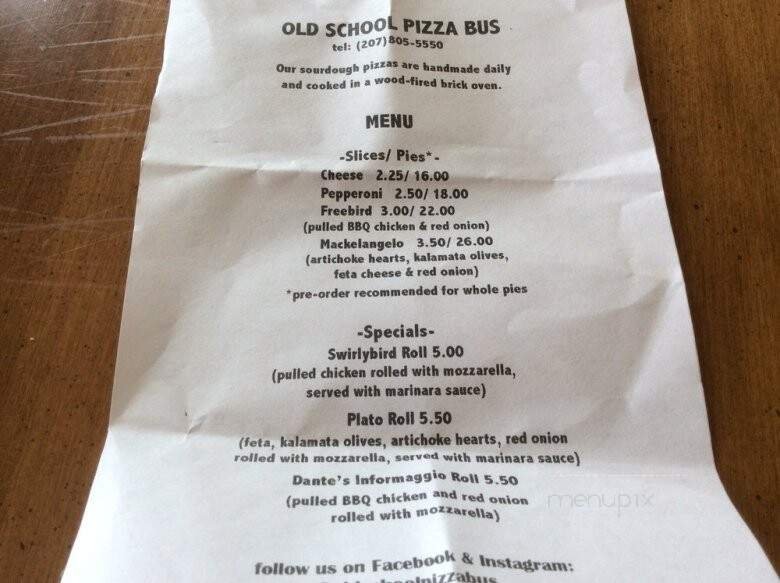 OLD SCHOOL PIZZA BUS
tel: (207)805-5550
Our sourdough pizzas are handmade daily
and cooked in a wood-fired brick oven.
MENU
-Slices/ Pies*-
Cheese 2.25/ 16.00
Pepperoni 2.50/ 18.00
Freebird 3.00/ 22.00
(pulled BBQ chicken & red onion)
Mackelangelo 3.50/ 26.00
(artichoke hearts, kalamata olives,
feta cheese & red onion)
*pre-order recommended for whole pies
-Specials-
Swirlybird Roll 5.00
(pulled chicken rolled with mozzarella,
served with marinara sauce)
Plato Roll 5.50
(feta, kalamata olives, artichoke hearts, red onion
rolled with mozzarella, served with marinara sauce)
Dante's Informaggio Roll 5.50
(pulled BBQ chicken and red onion
rolled with mozzarella)
menupix
follow us on Facebook & Instagram: